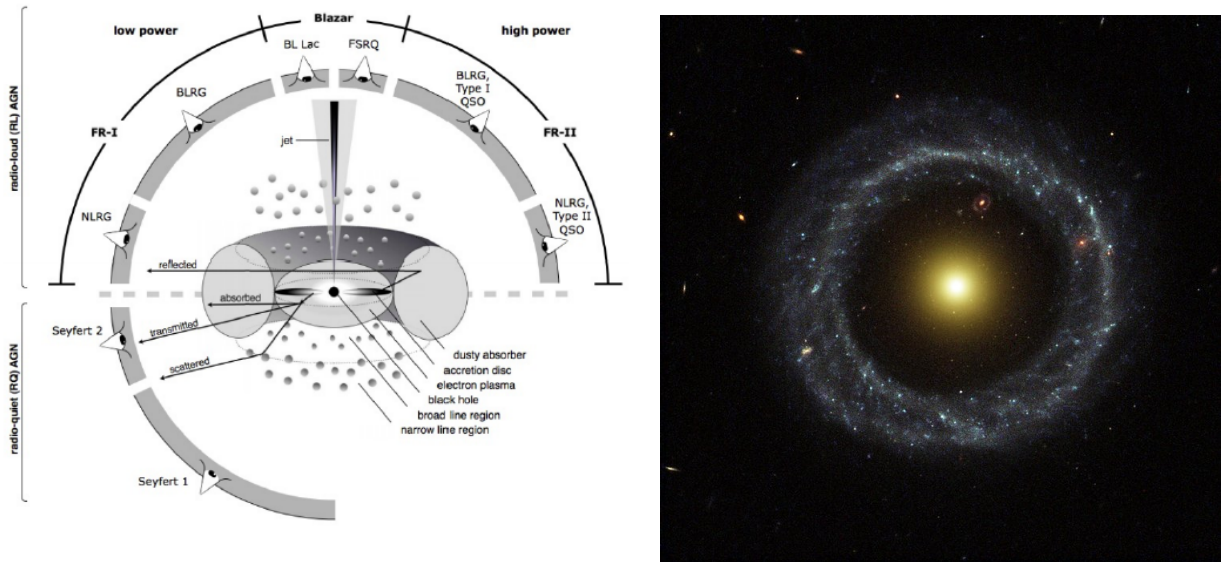 Blazar
low power
high power
BL Lac
FSRQ
BLRG
BLRG,
Type I
QSO
FR-I
FR-II
jet
NLRG
NLRG,
Type II
QSO
radio-loud (RL) AGN
reflected
absorbed
transmitted
scattered
Seyfert 2
dusty absorber
accretion disc
electron plasma
black hole
broad line region
narrow line region
radio-quiet (RQ) AGN
Seyfert 1